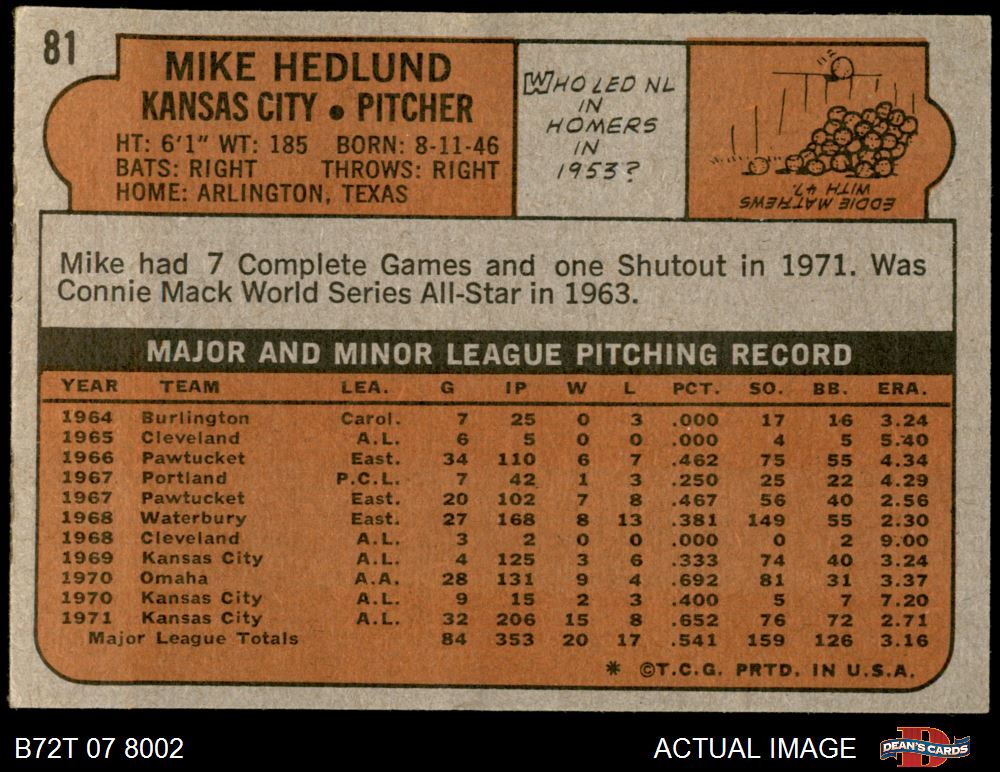 81
MIKE HEDLUND
KANSAS CITY • PITCHER
HT: 6'1" WT: 185 BORN: 8-11-46
BATS: RIGHT THROWS: RIGHT
HOME: ARLINGTON, TEXAS
WHO LED NL
IN
HOMERS
IN
1953?
EDDIE MATHEWS
WITH 47.
Mike had 7 Complete Games and one Shutout in 1971. Was
Connie Mack World Series All-Star in 1963.
MAJOR AND MINOR LEAGUE PITCHING RECORD
YEAR TEAM LEA. G IP W L PCT. SO. BB. ERA.
1964 Burlington Carol. 7 25 0 3 .000 17 16 3.24
1965 Cleveland A.L. 6 5 0 0 .000 4 5 5.40
1966 Pawtucket East. 34 110 6 7 .462 75 55 4.34
1967 Portland P.C.L. 7 42 1 3 .250 25 22 4.29
1967 Pawtucket East. 20 102 7 8 .467 56 40 2.56
1968 Waterbury East. 27 168 8 13 .381 149 55 2.30
1968 Cleveland A.L. 3 2 0 0 .000 0 2 9.00
1969 Kansas City A.L. 4 125 3 6 .333 74 40 3.24
1970 Omaha A.A. 28 131 9 4 .692 81 31 3.37
1970 Kansas City A.L. 9 15 2 3 .400 5 7 7.20
1971 Kansas City A.L. 32 206 15 8 .652 76 72 2.71
Major League Totals 84 353 20 17 .541 159 126 3.16
* ©T.C.G. PRTD. IN U.S.A.
B72T 07 8002
ACTUAL IMAGE
DEAN'S CARDS